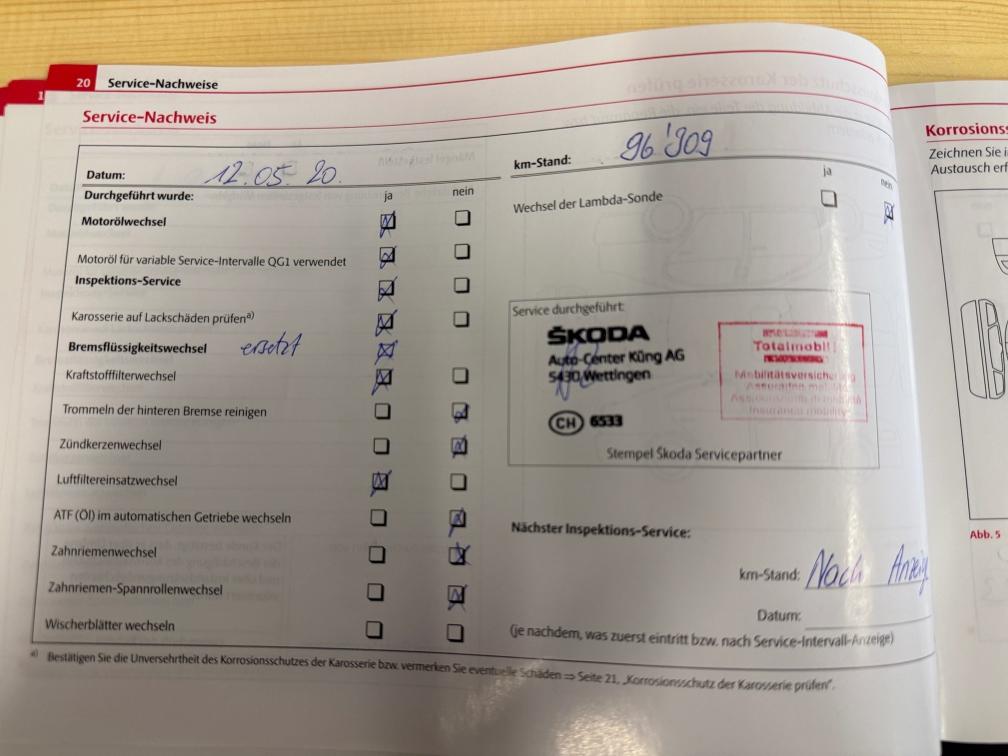 20 Service-Nachweise
Service-Nachweis
Datum: 12.05.20.
km-Stand: 96'909
Durchgeführt wurde: ja nein
ja nein
Motorölwechsel
Wechsel der Lambda-Sonde
Motoröl für variable Service-Intervalle QG1 verwendet
Inspektions-Service
Karosserie auf Lackschäden prüfen a)
Bremsflüssigkeitswechsel ersetzt
Kraftstofffilterwechsel
Trommeln der hinteren Bremse reinigen
Zündkerzenwechsel
Luftfiltereinsatzwechsel
ATF (Öl) im automatischen Getriebe wechseln
Zahnriemenwechsel
Zahnriemen-Spannrollenwechsel
Wischerblätter wechseln
Service durchgeführt:
ŠKODA
Auto-Center Küng AG
5430 Wettingen
CH 6533
Totalmobil!
Mobilitätsversicherung
Insurance mobility
Stempel Škoda Servicepartner
Nächster Inspektions-Service:
km-Stand: Nach Anzeig
Datum:
(je nachdem, was zuerst eintritt bzw. nach Service-Intervall-Anzeige)
a) Bestätigen Sie die Unversehrtheit des Korrosionsschutzes der Karosserie bzw. vermerken Sie eventuelle Schäden ⇒ Seite 21, „Korrosionsschutz der Karosserie prüfen“.
Korrosions
Zeichnen Sie i
Austausch erf
Abb. 5